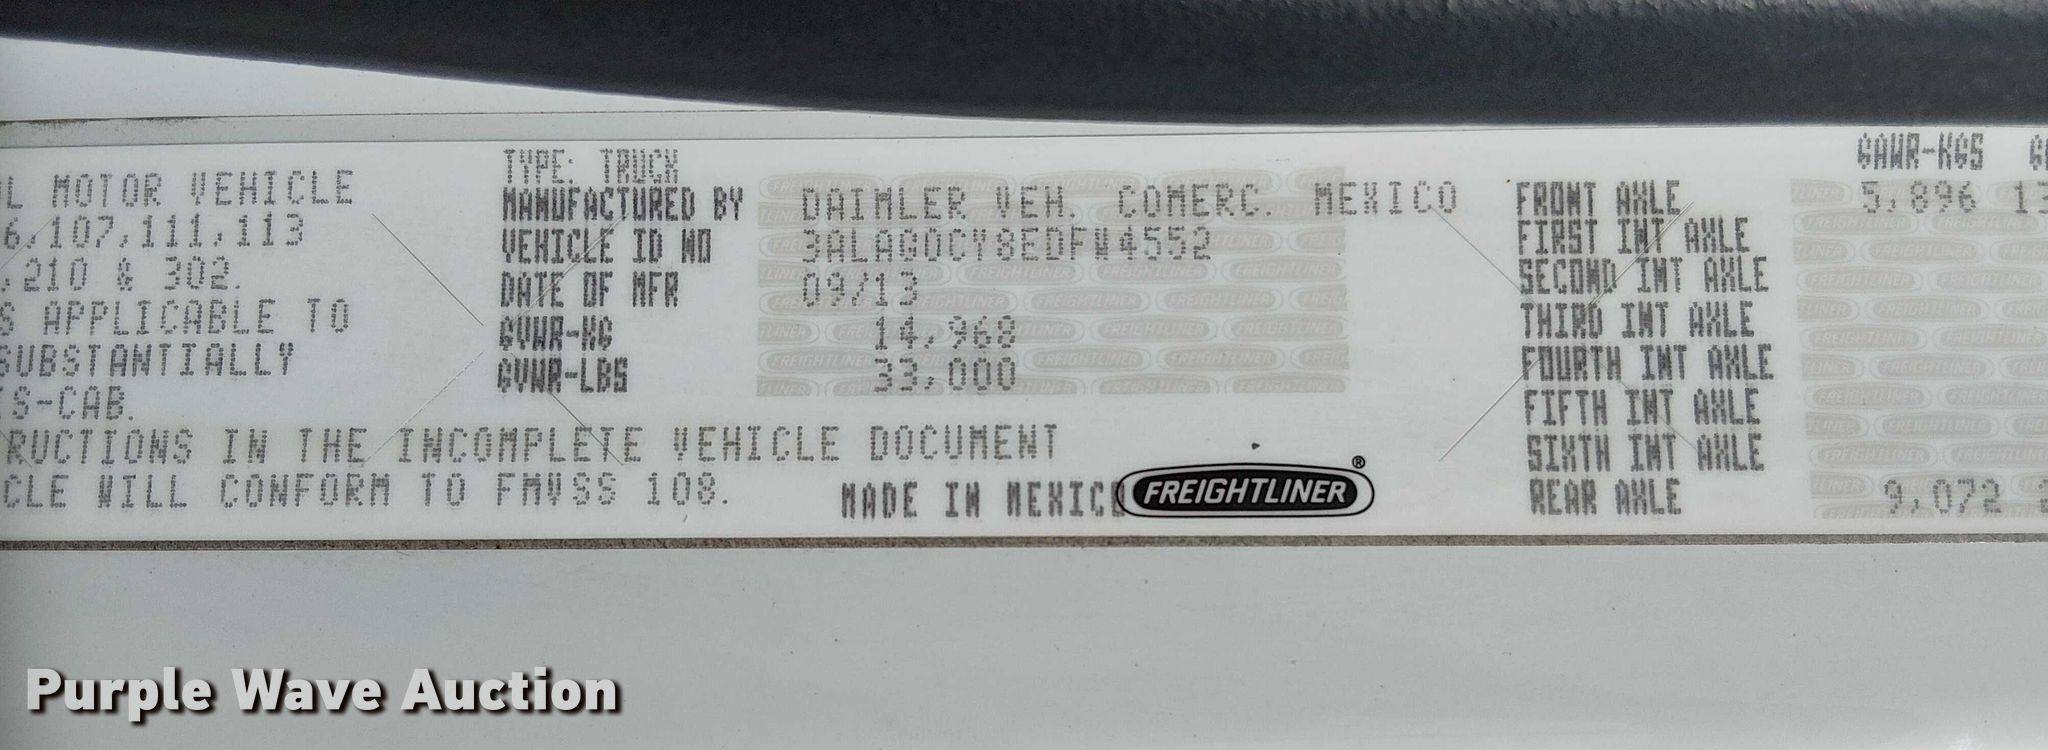 L MOTOR VEHICLE
6,107,111,113
,210 & 302.
S APPLICABLE TO
SUBSTANTIALLY
TS-CAB.
RUCTIONS IN THE INCOMPLETE VEHICLE DOCUMENT
CLE WILL CONFORM TO FMVSS 108.
TYPE: TRUCK
MANUFACTURED BY DAIMLER VEH. COMERC. MEXICO
VEHICLE ID NO 3ALAG0CY8EDFW4552
DATE OF MFR 09/13
GVWR-KG 14,968
GVWR-LBS 33,000
MADE IN MEXICO
FREIGHTLINER®
GAWR-KGS
FRONT AXLE 5,896 13
FIRST INT AXLE
SECOND INT AXLE
THIRD INT AXLE
FOURTH INT AXLE
FIFTH INT AXLE
SIXTH INT AXLE
REAR AXLE 9,072 2
Purple Wave Auction